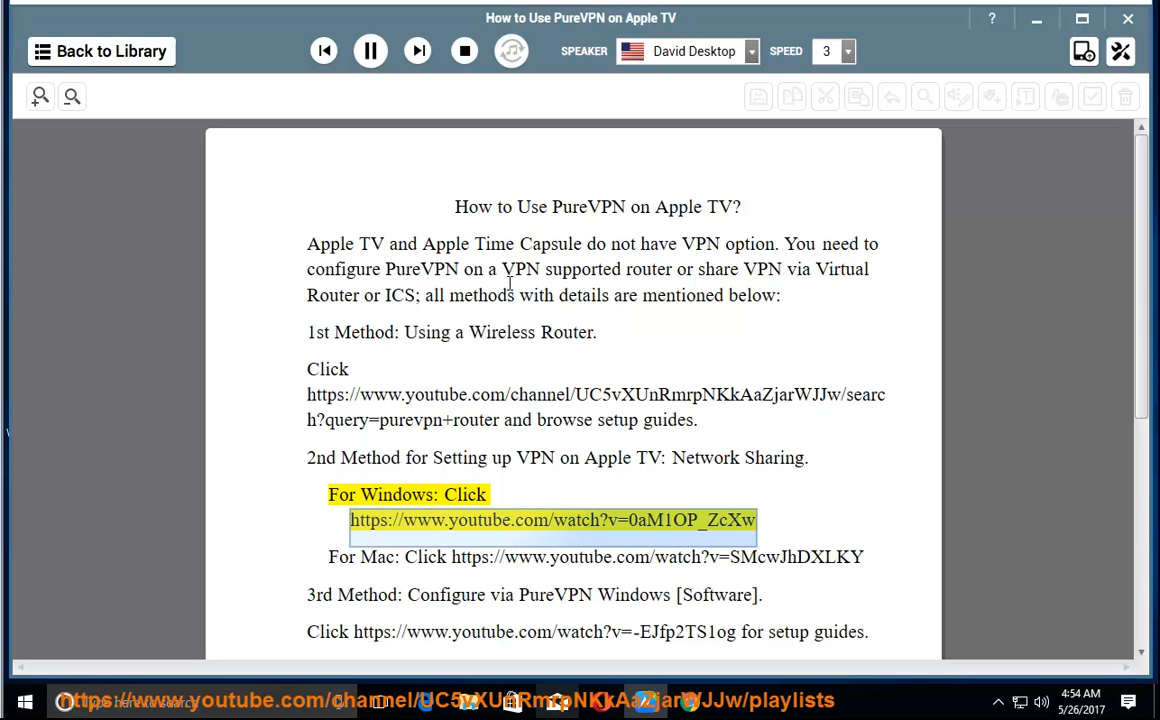 How to Use PureVPN on Apple TV
?
Back to Library
SPEAKER
David Desktop
SPEED
3
How to Use PureVPN on Apple TV?
Apple TV and Apple Time Capsule do not have VPN option. You need to
configure PureVPN on a VPN supported router or share VPN via Virtual
Router or ICS; all methods with details are mentioned below:
1st Method: Using a Wireless Router.
Click
https://www.youtube.com/channel/UC5vXUnRmrpNKkAaZjarWJJw/searc
h?query=purevpn+router and browse setup guides.
2nd Method for Setting up VPN on Apple TV: Network Sharing.
For Windows: Click
https://www.youtube.com/watch?v=0aM1OP_ZcXw
For Mac: Click https://www.youtube.com/watch?v=SMcwJhDXLKY
3rd Method: Configure via PureVPN Windows [Software].
Click https://www.youtube.com/watch?v=-EJfp2TS1og for setup guides.
https://www.youtube.com/channel/UC5vXUnRmrpNKkAaZjarWJJw/playlists
4:54 AM
5/26/2017